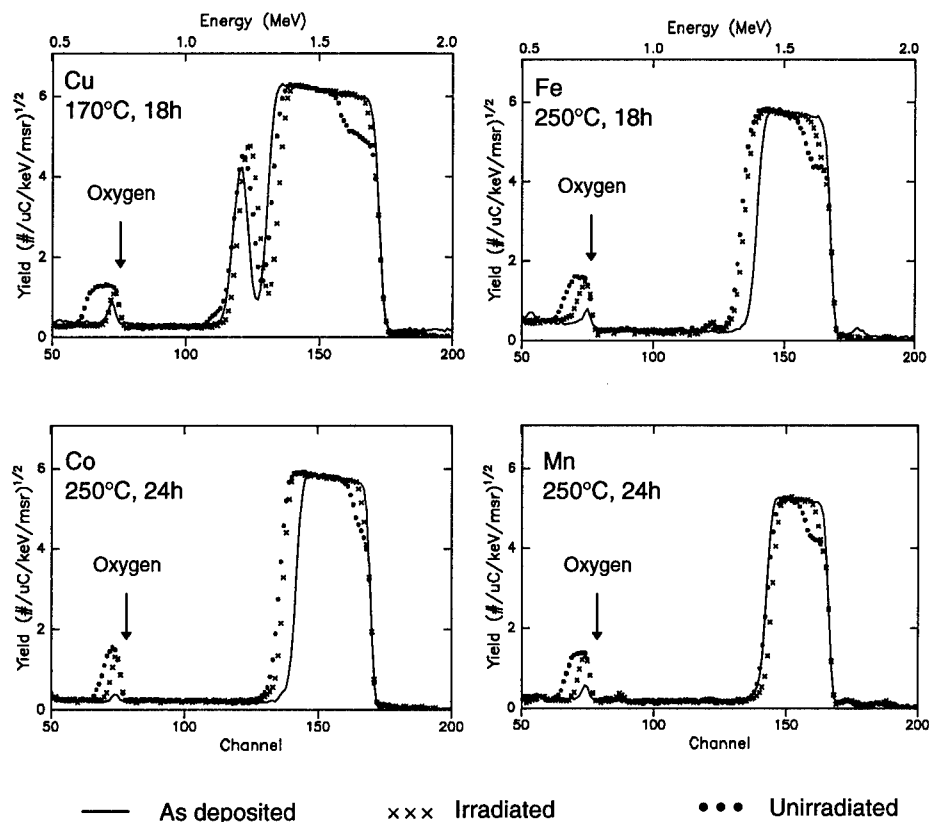 Energy (MeV)
0.5 1.0 1.5 2.0
Cu
170°C, 18h
Oxygen
Yield (#/uC/keV/msr)1/2
6
4
2
0
50 100 150 200
Energy (MeV)
0.5 1.0 1.5 2.0
Fe
250°C, 18h
Oxygen
Yield (#/uC/keV/msr)1/2
6
4
2
0
50 100 150 200
Co
250°C, 24h
Oxygen
Yield (#/uC/keV/msr)1/2
6
4
2
0
50 100 150 200
Channel
Mn
250°C, 24h
Oxygen
Yield (#/uC/keV/msr)1/2
6
4
2
0
50 100 150 200
Channel
As deposited ××× Irradiated ••• Unirradiated